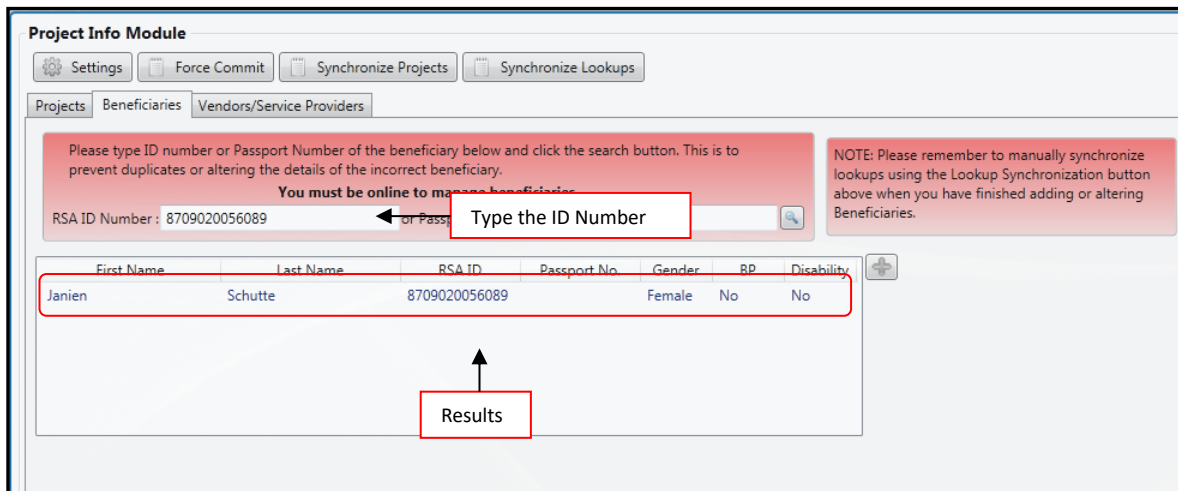 Project Info Module
Settings Force Commit Synchronize Projects Synchronize Lookups
Projects Beneficiaries Vendors/Service Providers
Please type ID number or Passport Number of the beneficiary below and click the search button. This is to
prevent duplicates or altering the details of the incorrect beneficiary.
You must be online to manage beneficiaries
RSA ID Number : 8709020056089 or Passp
Type the ID Number
NOTE: Please remember to manually synchronize
lookups using the Lookup Synchronization button
above when you have finished adding or altering
Beneficiaries.
First Name Last Name RSA ID Passport No. Gender BP Disability
Janien Schutte 8709020056089 Female No No
Results